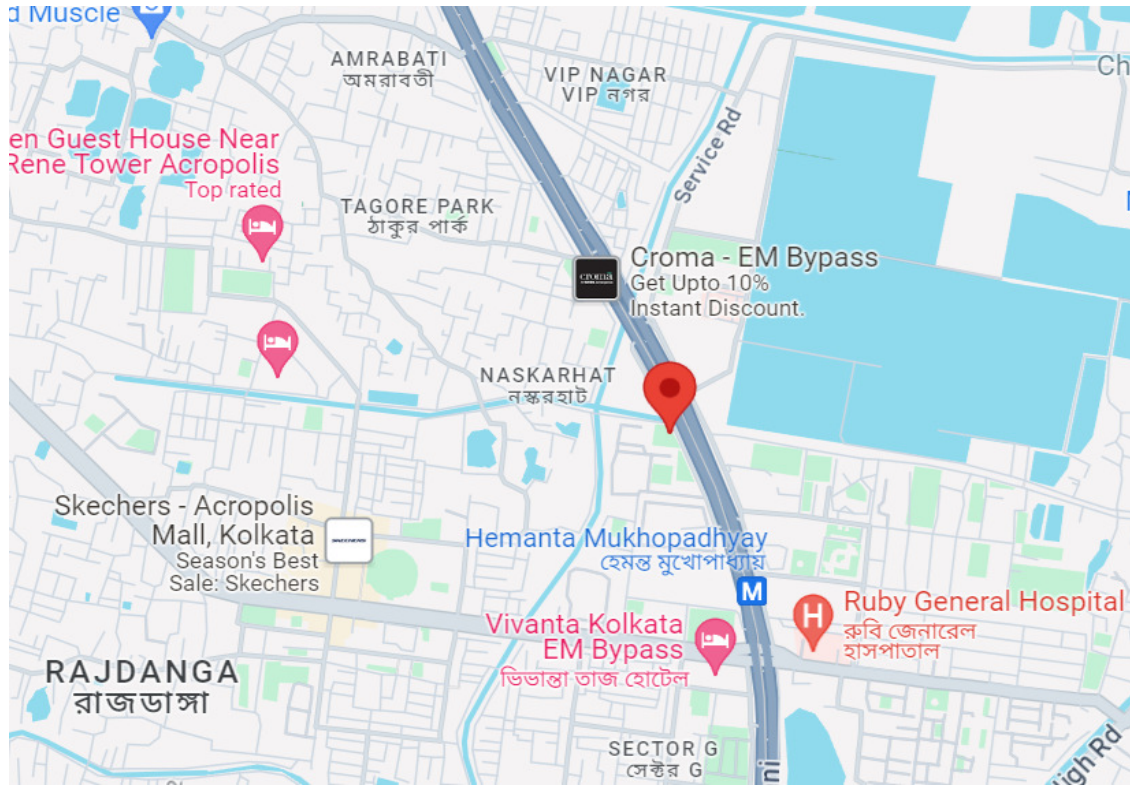 d Muscle
AMRABATI
অমরাবতী
VIP NAGAR
VIP নগর
Ch
en Guest House Near
Rene Tower Acropolis
Top rated
Service Rd
TAGORE PARK
ঠাকুর পার্ক
croma
Croma - EM Bypass
Get Upto 10%
Instant Discount.
NASKARHAT
নস্করহাট
Skechers - Acropolis
Mall, Kolkata
Season's Best
Sale: Skechers
SKECHERS
Hemanta Mukhopadhyay
হেমন্ত মুখোপাধ্যায়
M
H
Ruby General Hospital
রুবি জেনারেল
হাসপাতাল
Vivanta Kolkata
EM Bypass
ভিভান্তা তাজ হোটেল
RAJDANGA
রাজডাঙ্গা
SECTOR G
সেক্টর G
ni
igh Rd